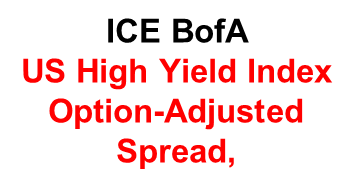 ICE BofA
US High Yield Index
Option-Adjusted
Spread,